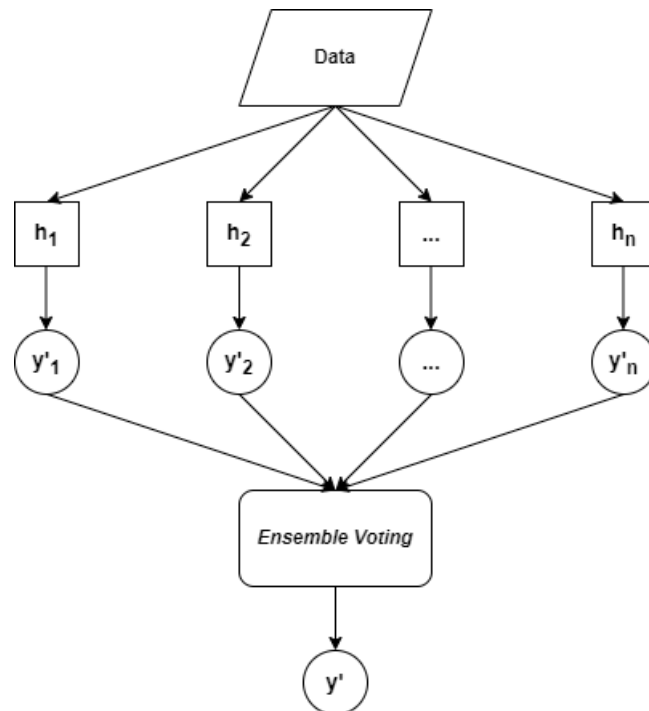 Data
h₁ h₂ ... hₙ
y'₁ y'₂ ... y'ₙ
Ensemble Voting
y'